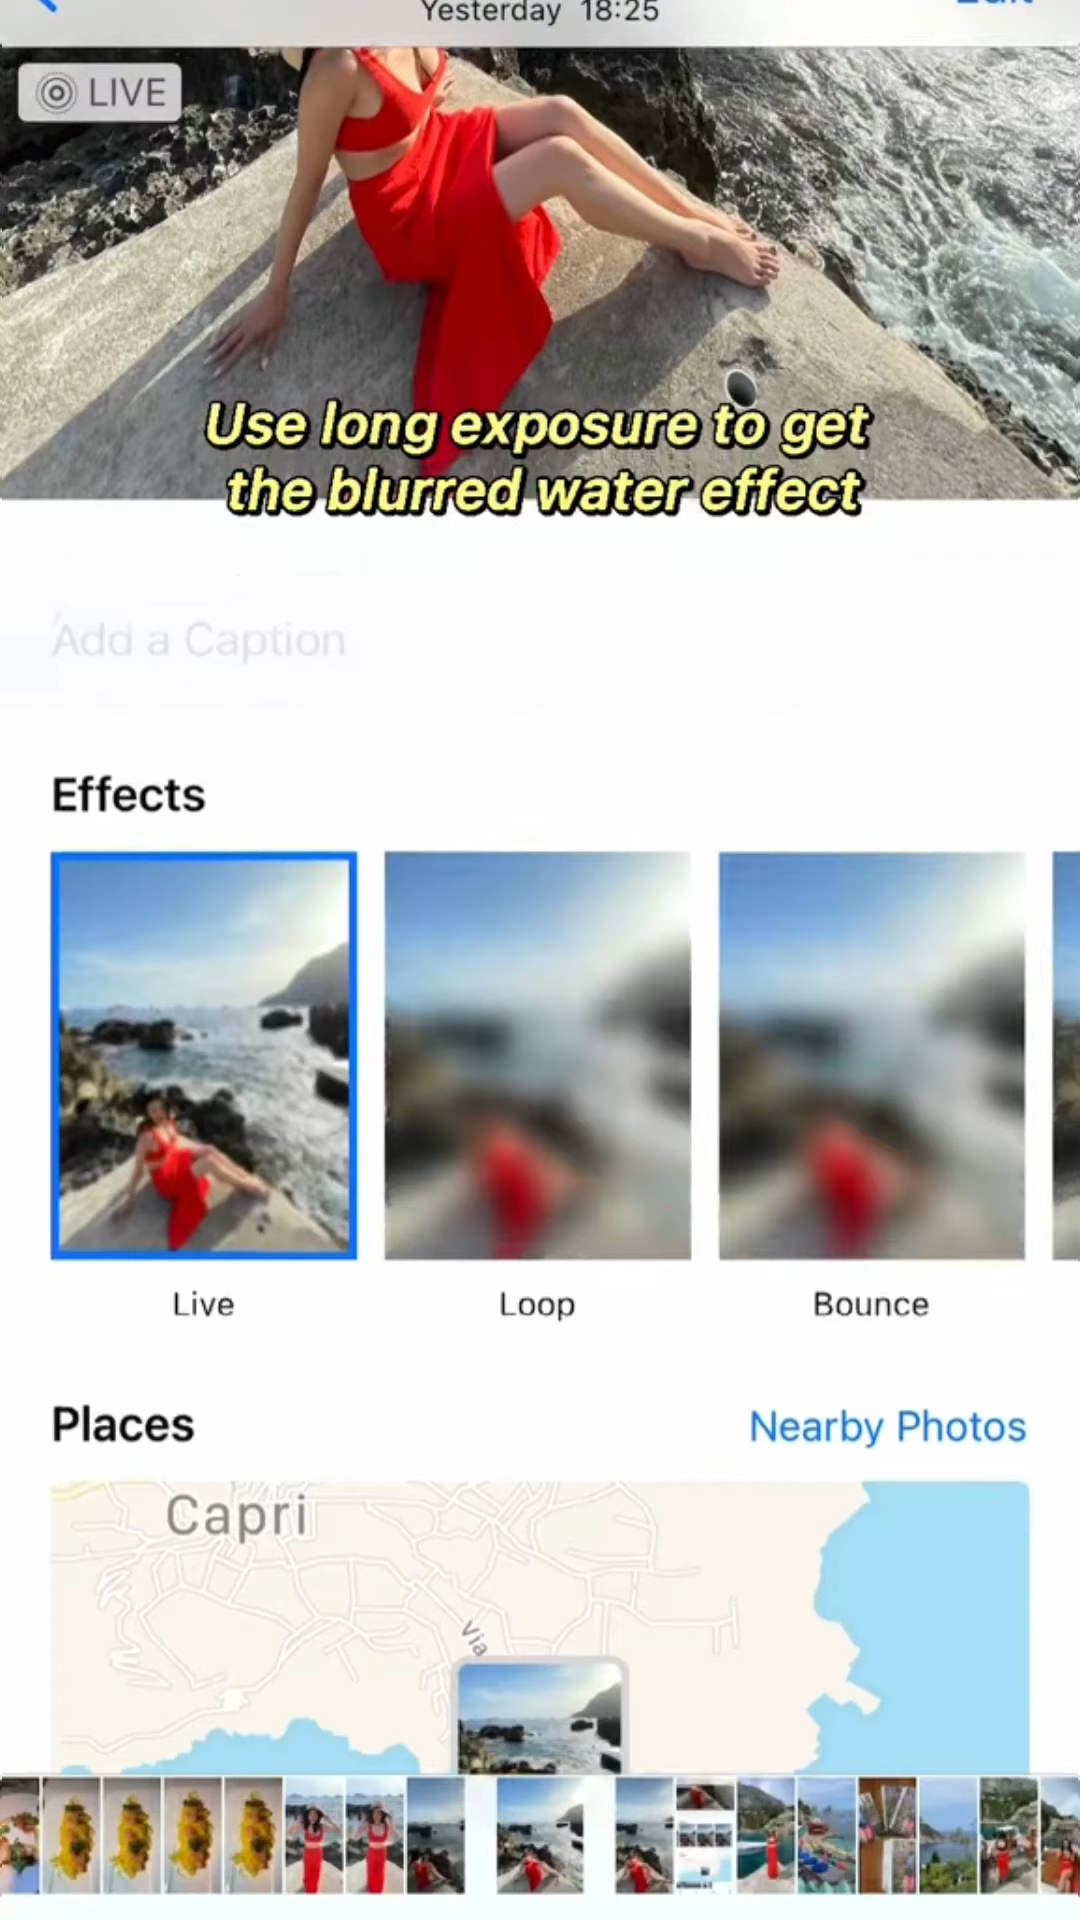 Yesterday 18:25
Edit
LIVE
Use long exposure to get
the blurred water effect
Add a Caption
Effects
Live
Loop
Bounce
Places
Nearby Photos
Capri
Via